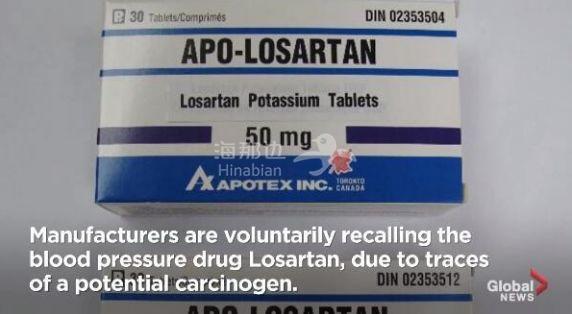 30 Tablets/Comprimés
DIN 02353504
APO-LOSARTAN
Losartan Potassium Tablets
50 mg
海那边
Hinabian
APOTEX INC. TORONTO CANADA
Manufacturers are voluntarily recalling the
blood pressure drug Losartan, due to traces
of a potential carcinogen.
DIN 02353512
Global
NEWS
APO-LOSARTAN